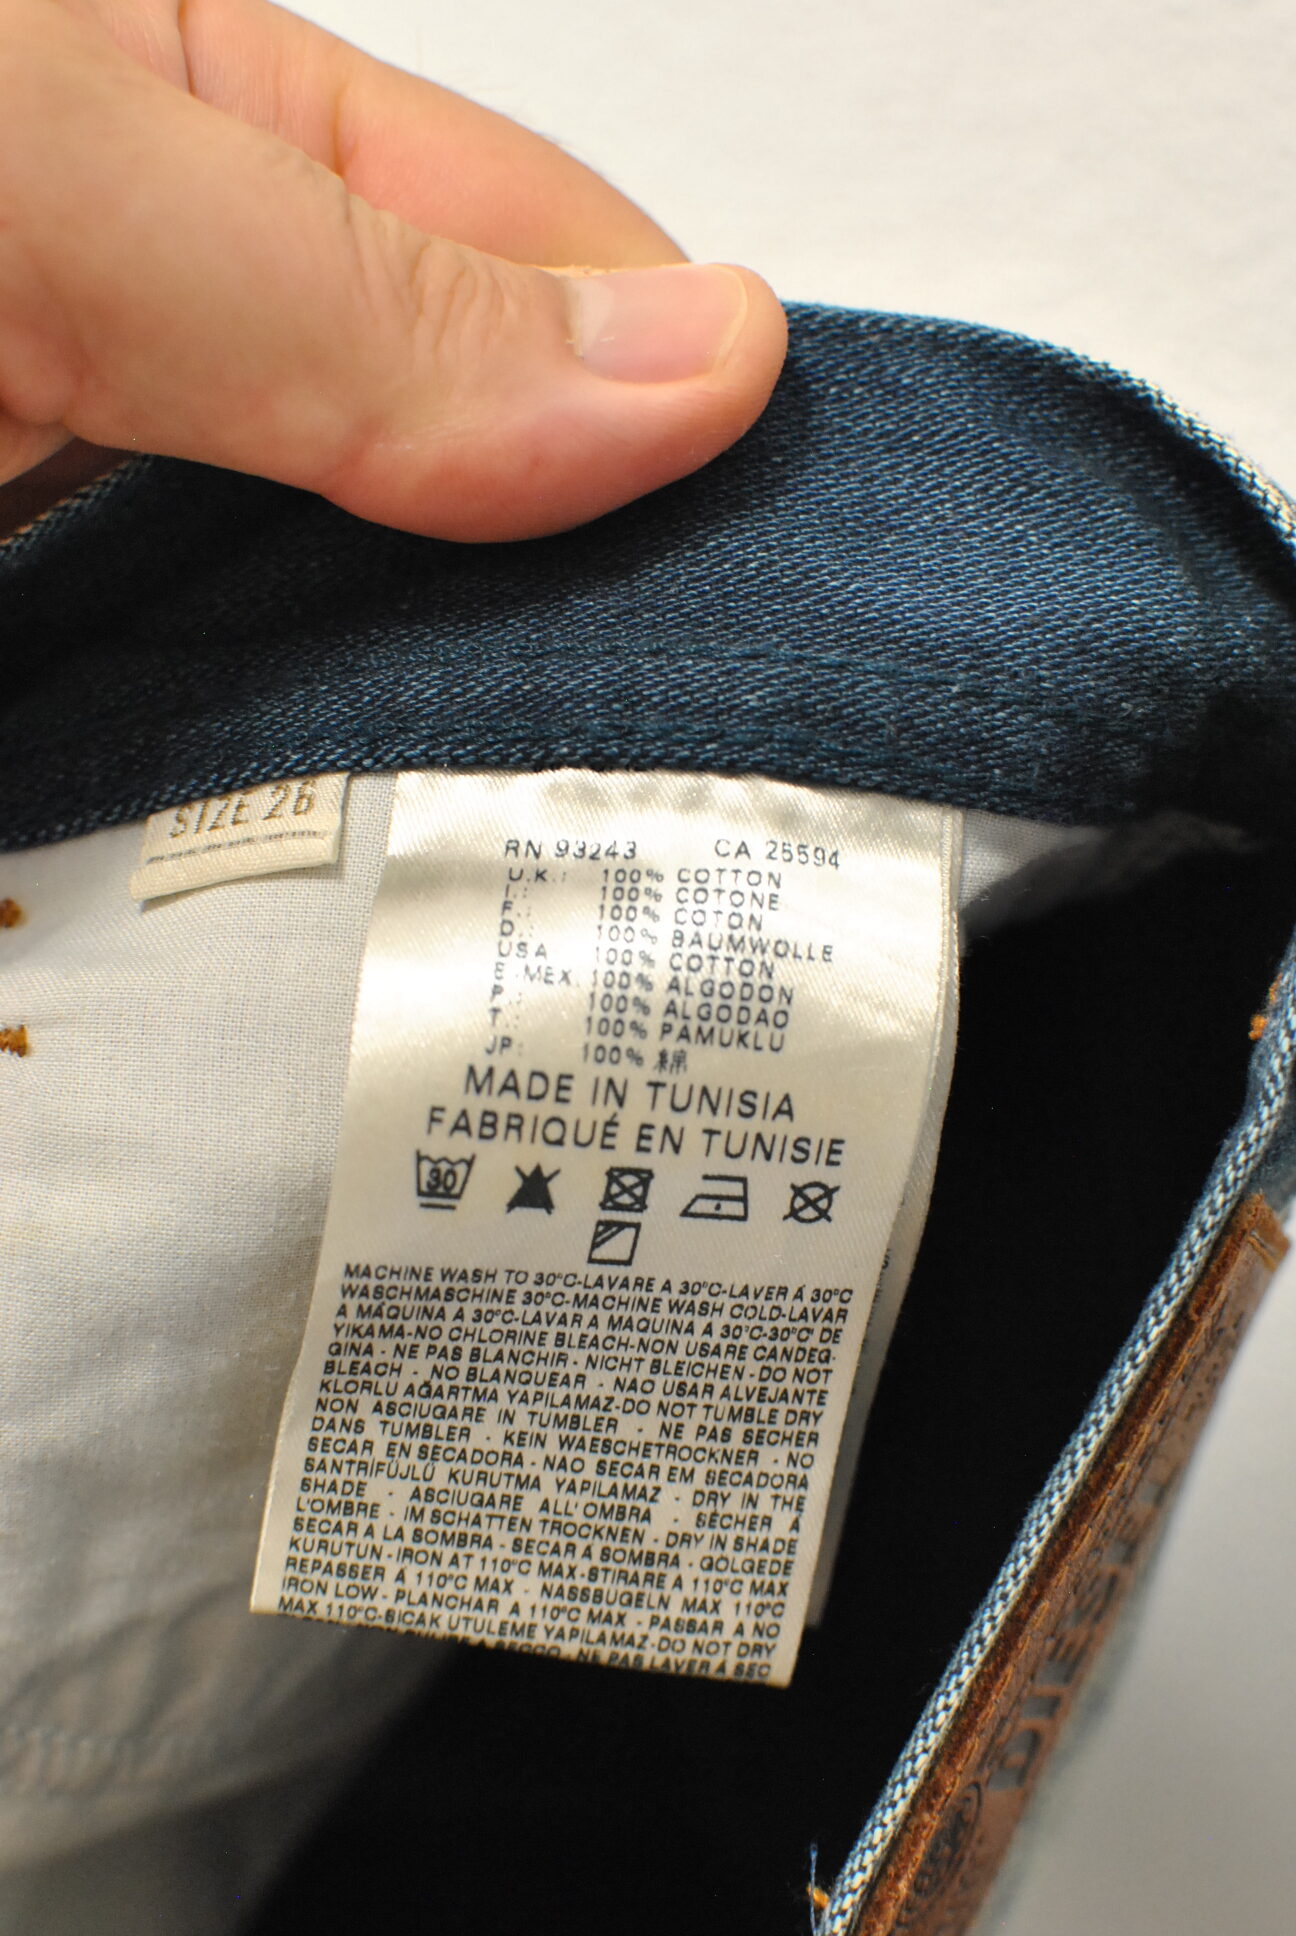 SIZE 26
RN 93243 CA 25594
U.K.: 100% COTTON
I.: 100% COTONE
F.: 100% COTON
D.: 100% BAUMWOLLE
USA 100% COTTON
E-MEX. 100% ALGODON
P.: 100% ALGODAO
T.: 100% PAMUKLU
JP: 100% 綿
MADE IN TUNISIA
FABRIQUÉ EN TUNISIE
30
MACHINE WASH TO 30°C-LAVARE A 30°C-LAVER Á 30°C
WASCHMASCHINE 30°C-MACHINE WASH COLD-LAVAR
A MÁQUINA A 30°C-LAVAR A MAQUINA A 30°C-30°C' DE
YIKAMA-NO CHLORINE BLEACH-NON USARE CANDEG-
GINA - NE PAS BLANCHIR - NICHT BLEICHEN - DO NOT
BLEACH - NO BLANQUEAR - NAO USAR ALVEJANTE
KLORLU AĞARTMA YAPILAMAZ-DO NOT TUMBLE DRY
NON ASCIUGARE IN TUMBLER - NE PAS SECHER
DANS TUMBLER - KEIN WAESCHETROCKNER - NO
SECAR EN SECADORA - NAO SECAR EM SECADORA
SANTRİFÜJLÜ KURUTMA YAPILAMAZ - DRY IN THE
SHADE - ASCIUGARE ALL'OMBRA - SÉCHER Á
L'OMBRE - IM SCHATTEN TROCKNEN - DRY IN SHADE
SECAR A LA SOMBRA - SECAR A SOMBRA - GÖLGEDE
KURUTUN - IRON AT 110°C MAX-STIRARE A 110°C MAX
REPASSER Á 110°C MAX - NASSBUGELN MAX 110°C
IRON LOW - PLANCHAR A 110°C MAX - PASSAR A NO
MAX 110°C-SICAK UTULEME YAPILAMAZ-DO NOT DRY
A SECCO. NE PAS LAVER Á SEC
DIESEL